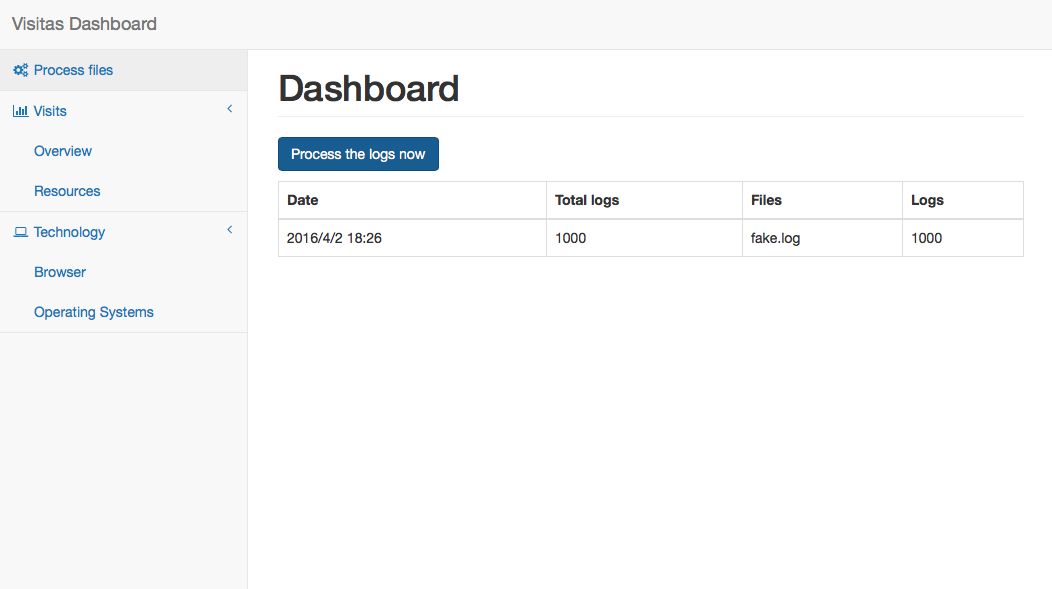 Visitas Dashboard
Process files
Visits
Overview
Resources
Technology
Browser
Operating Systems
Dashboard
Process the logs now
Date Total logs Files Logs
2016/4/2 18:26 1000 fake.log 1000